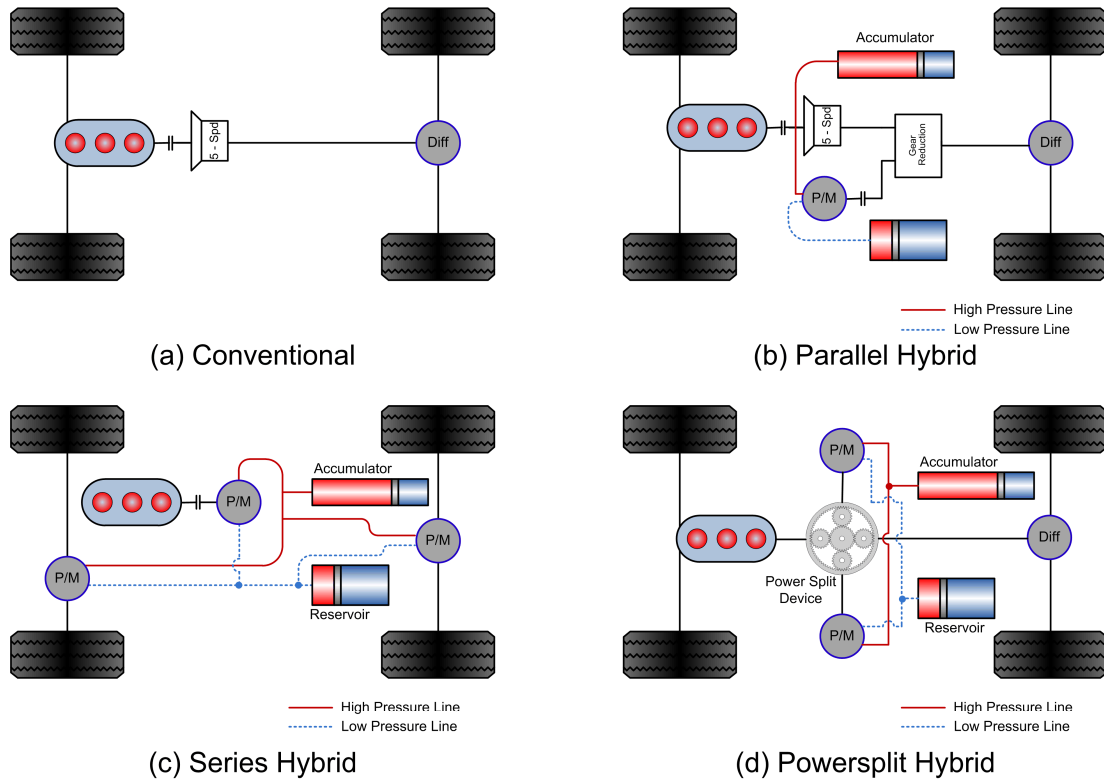 5 - Spd
Diff
(a) Conventional
Accumulator
5 - Spd
Gear
Reduction
Diff
P/M
High Pressure Line
Low Pressure Line
(b) Parallel Hybrid
P/M
Accumulator
P/M
P/M
Reservoir
High Pressure Line
Low Pressure Line
(c) Series Hybrid
P/M
Accumulator
Diff
Power Split
Device
P/M
Reservoir
High Pressure Line
Low Pressure Line
(d) Powersplit Hybrid